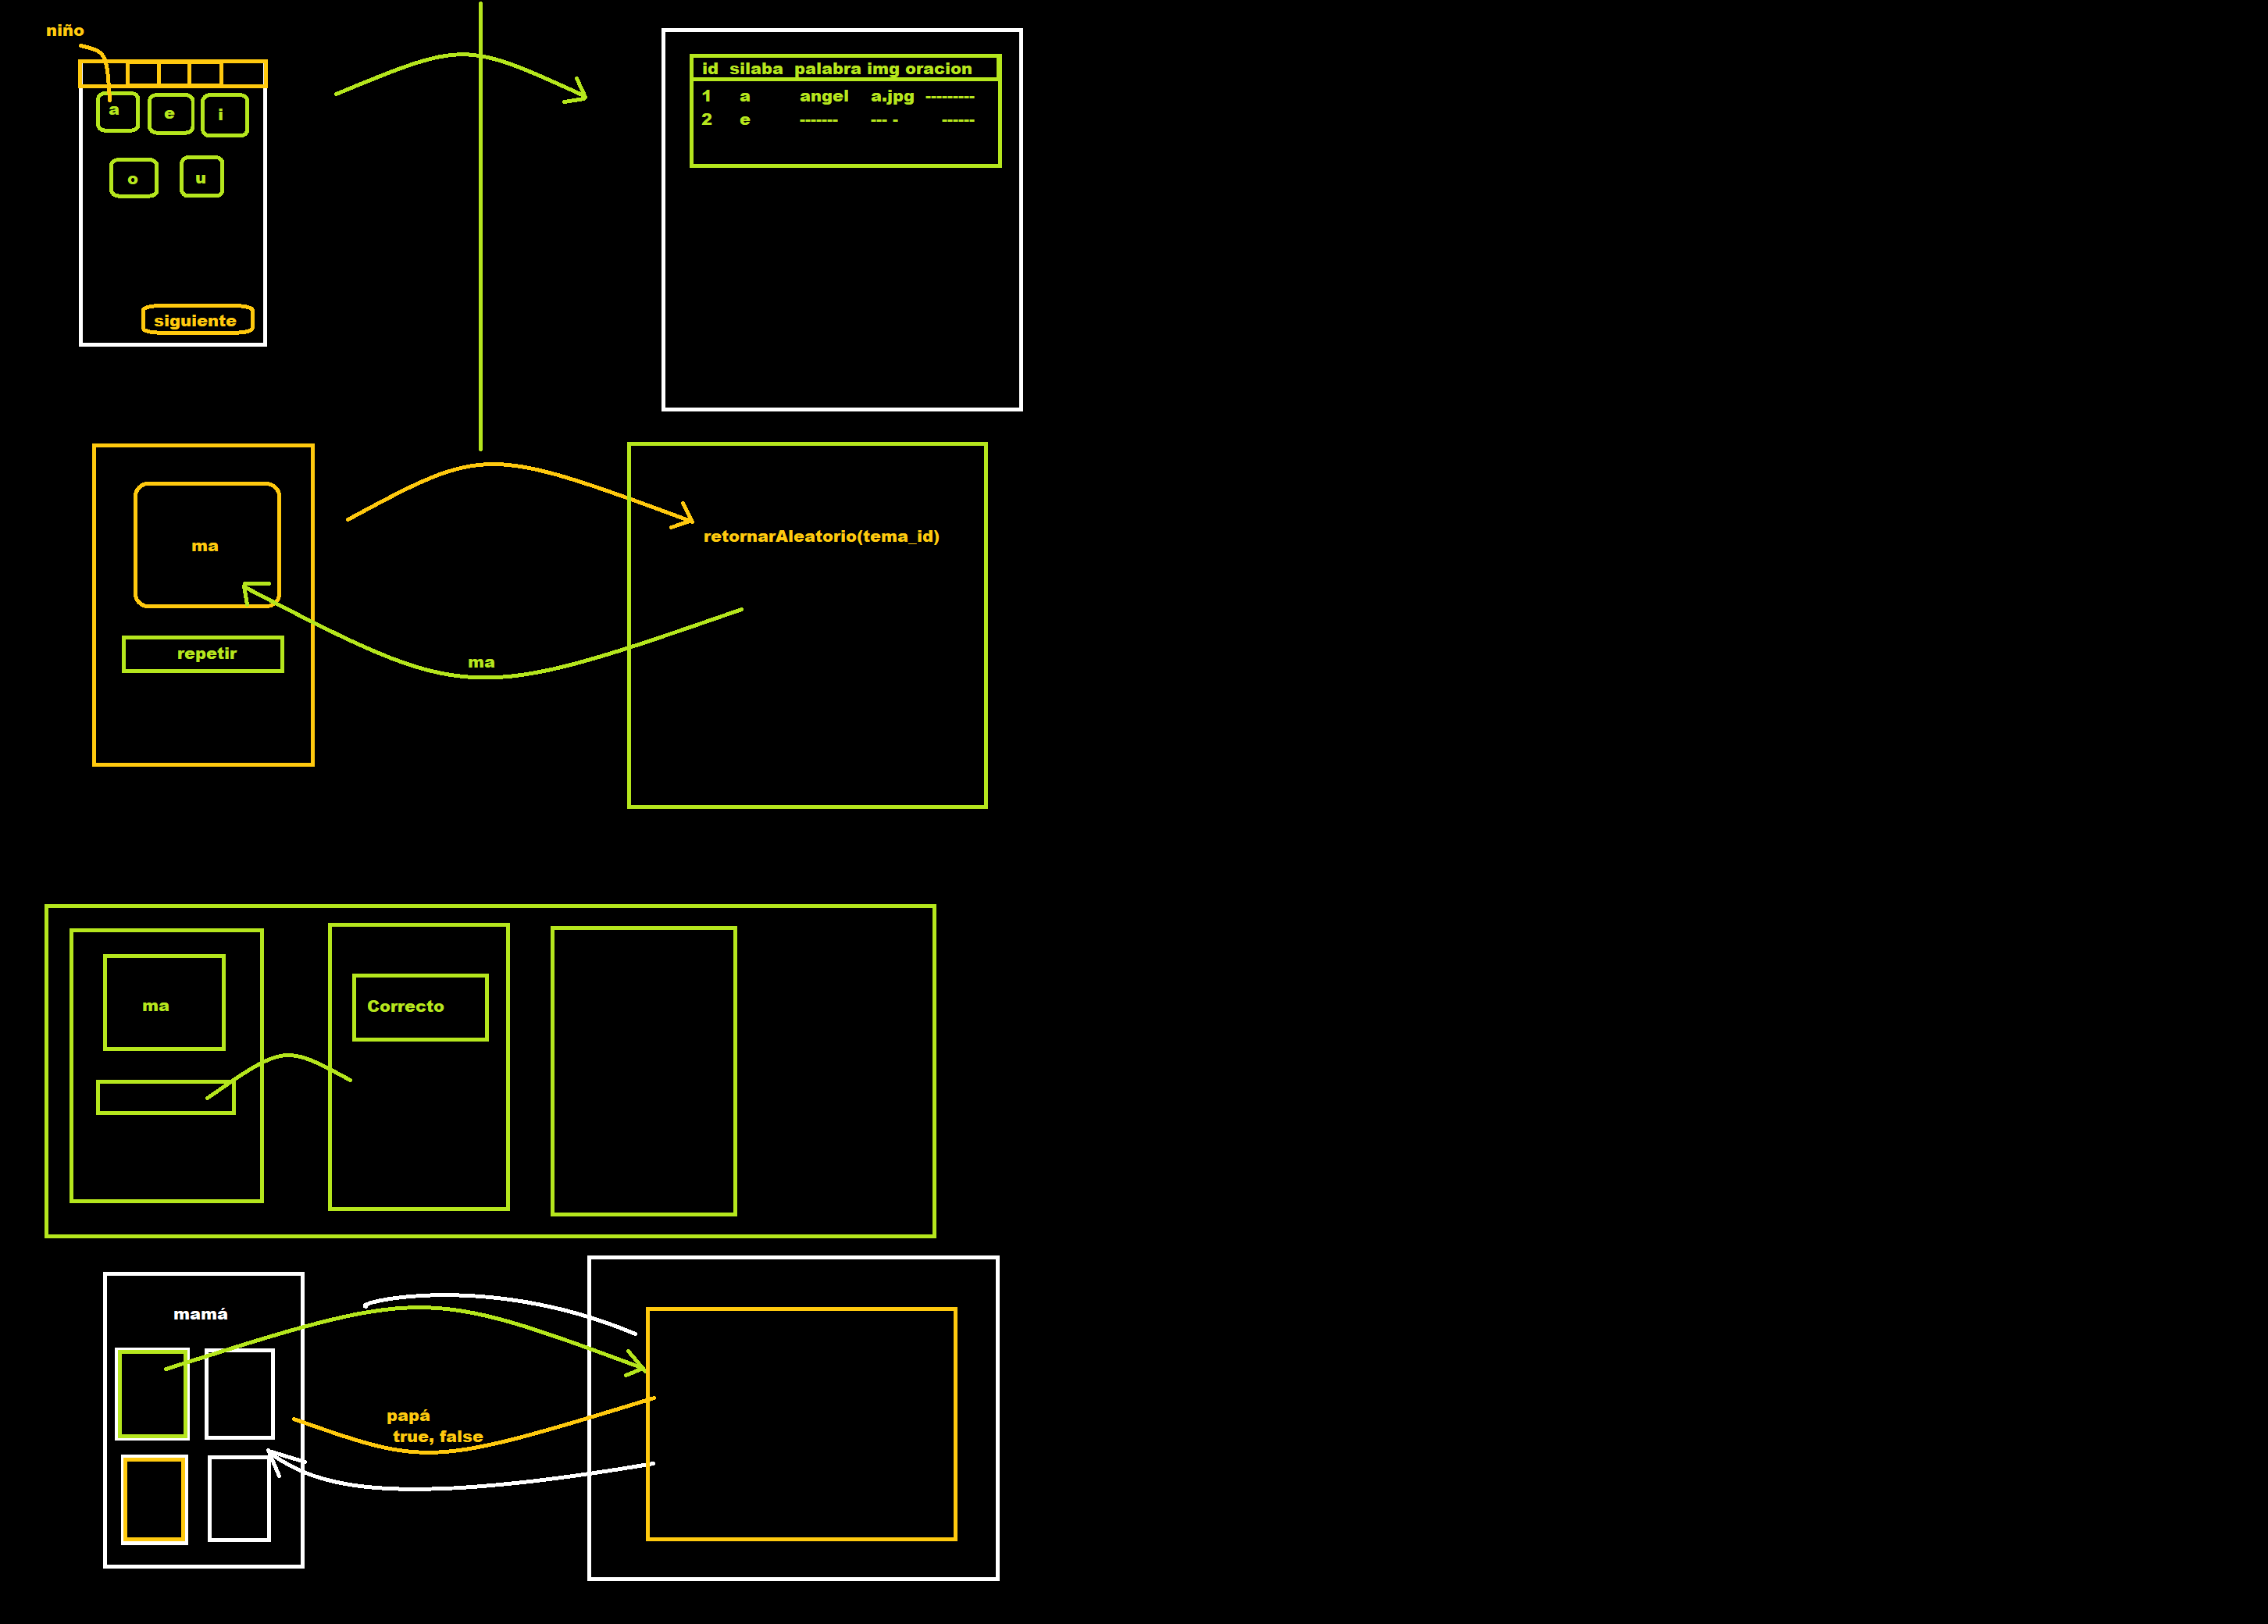 niño
a e i
o u
siguiente
id silaba palabra img oracion
1 a angel a.jpg ---------
2 e ------- --- - ------
ma
repetir
retornarAleatorio(tema_id)
ma
ma
Correcto
mamá
papá
true, false